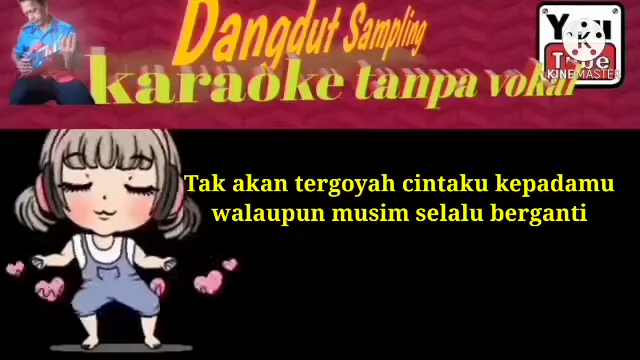 Dangdut Sampling
karaoke tanpa vokal
KINEMASTER
Tak akan tergoyah cintaku kepadamu
walaupun musim selalu berganti